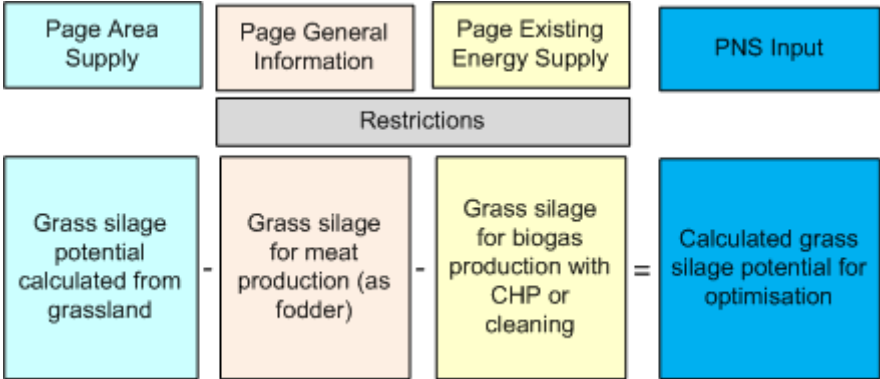 Page Area
Supply
Page General
Information
Page Existing
Energy Supply
PNS Input
Restrictions
Grass silage
potential
calculated from
grassland
-
Grass silage
for meat
production (as
fodder)
-
Grass silage
for biogas
production with
CHP or
cleaning
=
Calculated grass
silage potential for
optimisation